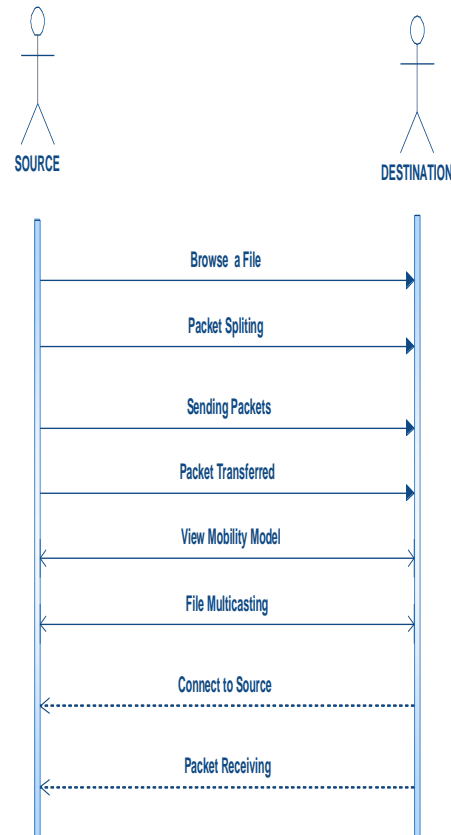 SOURCE
DESTINATION
Browse a File
Packet Spliting
Sending Packets
Packet Transferred
View Mobility Model
File Multicasting
Connect to Source
Packet Receiving